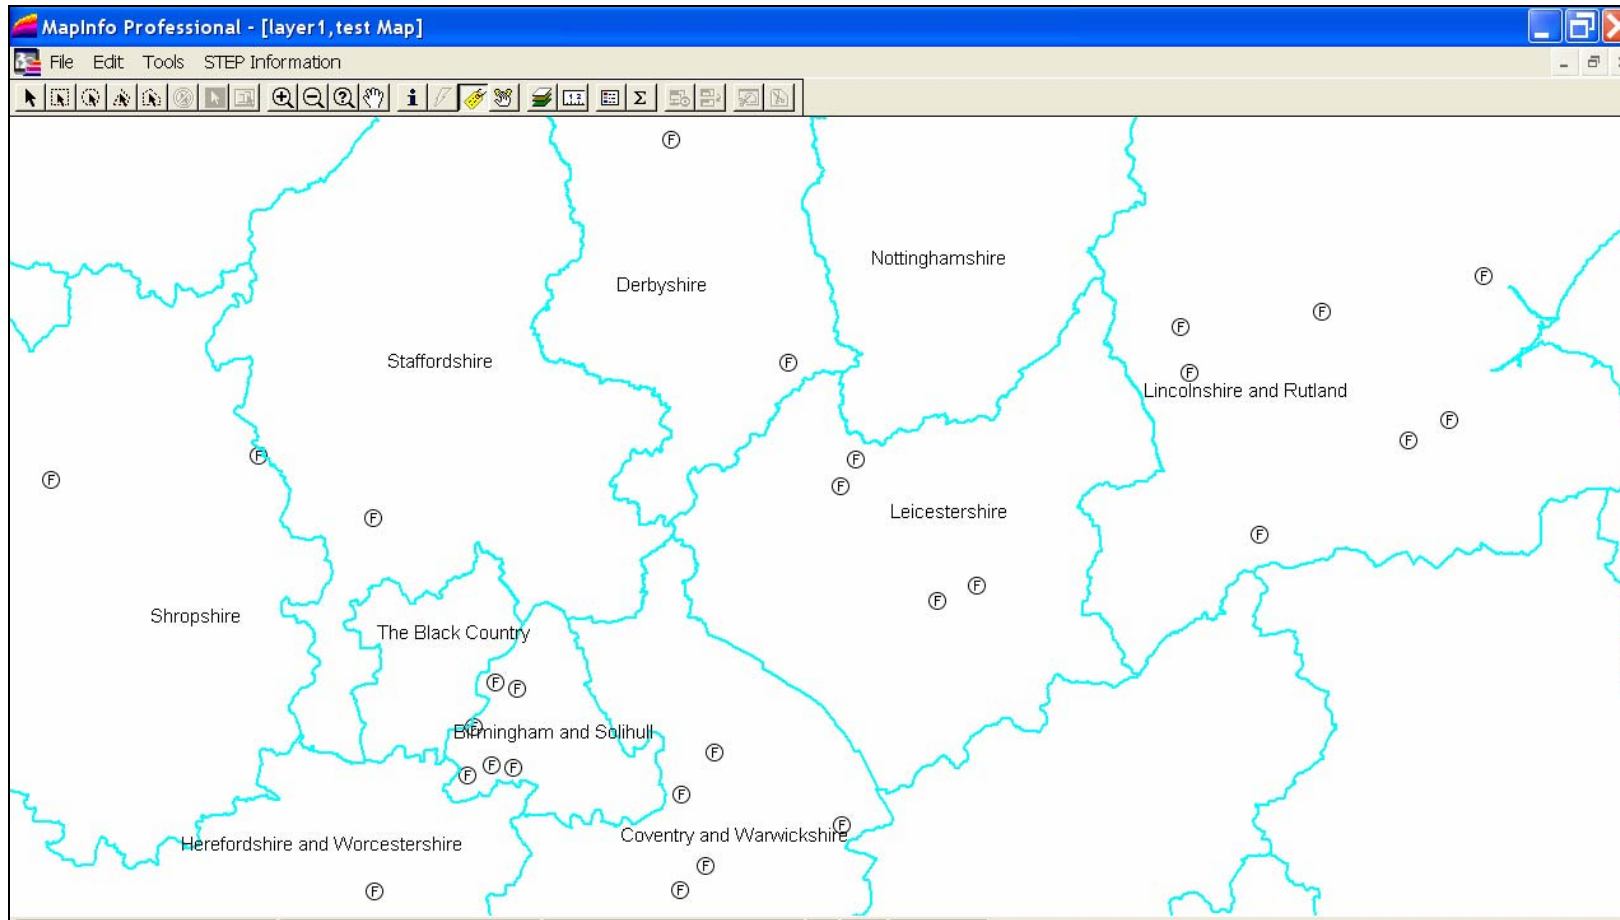 MapInfo Professional - [layer1,test Map]
File Edit Tools STEP Information
F
Nottinghamshire
F
Derbyshire
F
F
Staffordshire
F
F
Lincolnshire and Rutland
F
F
F
F
F
F
Leicestershire
F
F
F
F
Shropshire
The Black Country
F
F
F
Birmingham and Solihull
F
F
F
F
F
F
Coventry and Warwickshire
Herefordshire and Worcestershire
F
F
F